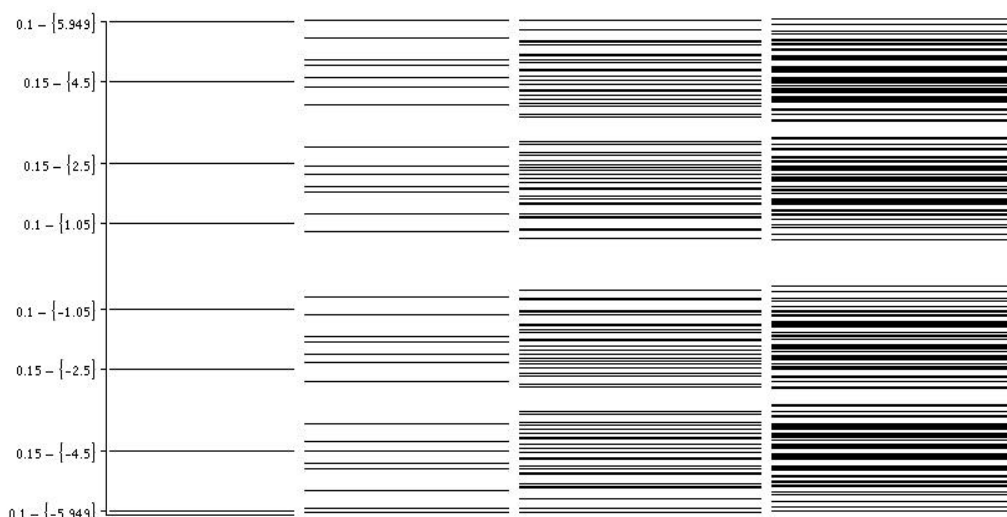 0.1 – {5.949}
0.15 – {4.5}
0.15 – {2.5}
0.1 – {1.05}
0.1 – {-1.05}
0.15 – {-2.5}
0.15 – {-4.5}
0.1 – {-5.949}